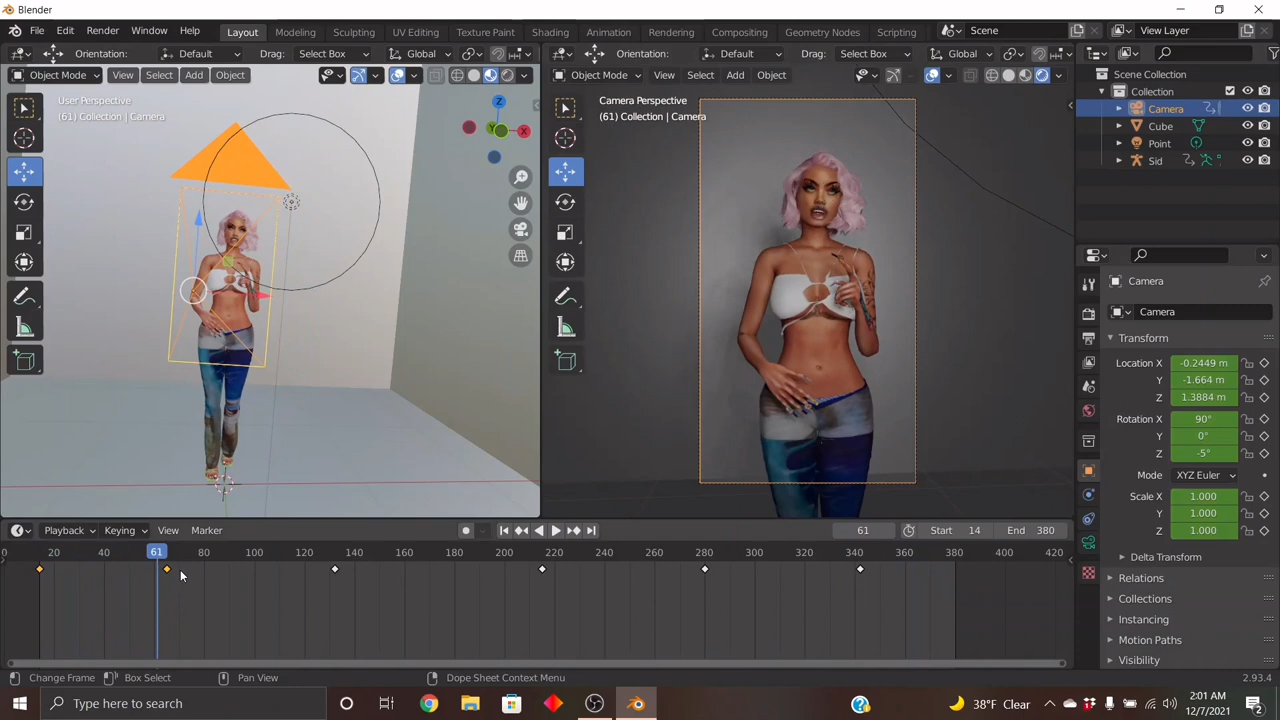 Blender
File Edit Render Window Help Layout Modeling Sculpting UV Editing Texture Paint Shading Animation Rendering Compositing Geometry Nodes Scripting Scene View Layer
Orientation: Default Drag: Select Box Global Orientation: Default Drag: Select Box Global
Object Mode View Select Add Object Object Mode View Select Add Object Scene Collection
Collection
User Perspective
(61) Collection | Camera
Camera Perspective
(61) Collection | Camera
Z
Y
X
Camera
Cube
Point
Sid
Camera
Camera
Transform
Location X -0.2449 m
Y -1.664 m
Z 1.3884 m
Rotation X 90°
Y 0°
Z -5°
Mode XYZ Euler
Scale X 1.000
Y 1.000
Z 1.000
Delta Transform
Relations
Collections
Instancing
Motion Paths
Visibility
Playback Keying View Marker 61 Start 14 End 380
0 20 40 61 80 100 120 140 160 180 200 220 240 260 280 300 320 340 360 380 400 420
Change Frame Box Select Pan View Dope Sheet Context Menu 2.93.4
Type here to search 38°F Clear 2:01 AM
12/7/2021 2